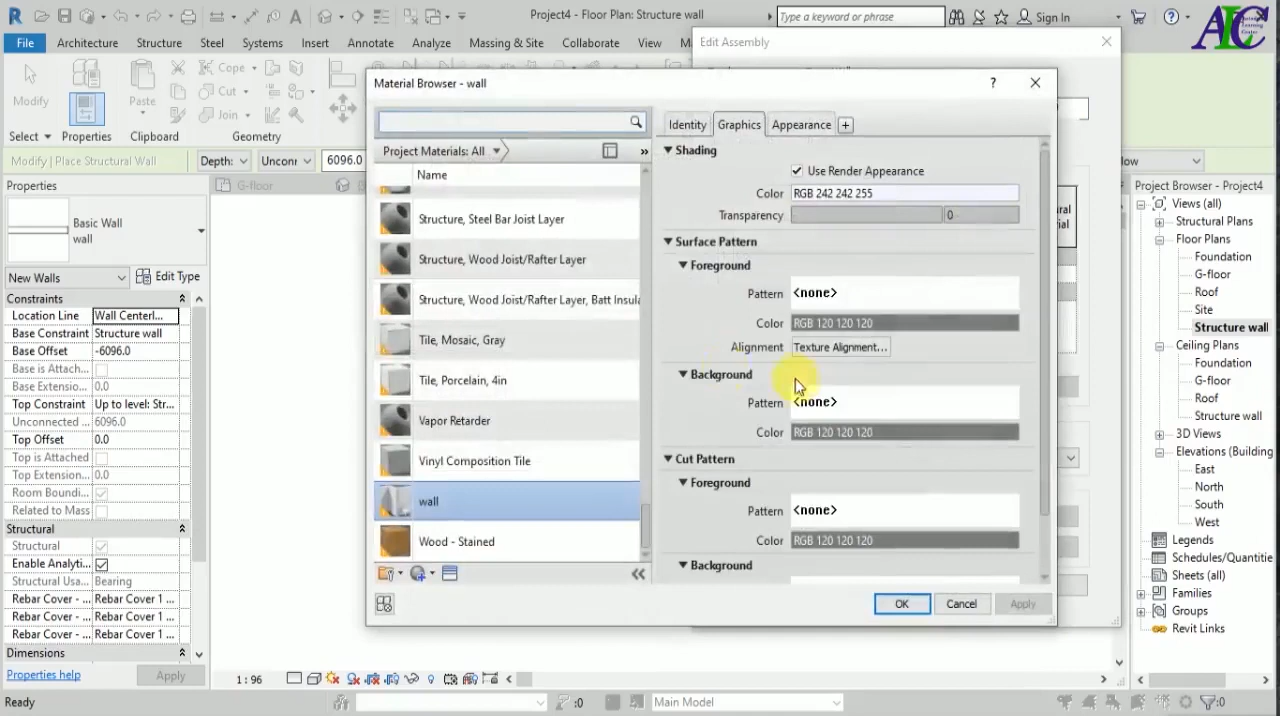 Project4 - Floor Plan: Structure wall
Type a keyword or phrase
Sign In
ALC
File Architecture Structure Steel Systems Insert Annotate Analyze Massing & Site Collaborate View
Modify
Paste
Cope
Cut
Join
Select Properties Clipboard Geometry
Modify | Place Structural Wall
Depth:
Unconr
6096.0
Edit Assembly
Material Browser - wall
Project Materials: All
Name
Structure, Steel Bar Joist Layer
Structure, Wood Joist/Rafter Layer
Structure, Wood Joist/Rafter Layer, Batt Insula
Tile, Mosaic, Gray
Tile, Porcelain, 4in
Vapor Retarder
Vinyl Composition Tile
wall
Wood - Stained
Identity Graphics Appearance
Shading
Use Render Appearance
Color RGB 242 242 255
Transparency 0
Surface Pattern
Foreground
Pattern <none>
Color RGB 120 120 120
Alignment Texture Alignment...
Background
Pattern <none>
Color RGB 120 120 120
Cut Pattern
Foreground
Pattern <none>
Color RGB 120 120 120
Background
OK Cancel Apply
G-floor
Properties
Basic Wall
wall
New Walls
Edit Type
Constraints
Location Line Wall Centerl...
Base Constraint Structure wall
Base Offset -6096.0
Base is Attach...
Base Extension... 0.0
Top Constraint Up to level: Str...
Unconnected ... 6096.0
Top Offset 0.0
Top is Attached
Top Extension... 0.0
Room Boundi...
Related to Mass
Structural
Structural
Enable Analyti...
Structural Usa... Bearing
Rebar Cover - ... Rebar Cover 1 ...
Rebar Cover - ... Rebar Cover 1 ...
Rebar Cover - ... Rebar Cover 1 ...
Dimensions
Properties help
Apply
Project Browser - Project4
Views (all)
Structural Plans
Floor Plans
Foundation
G-floor
Roof
Site
Structure wall
Ceiling Plans
Foundation
G-floor
Roof
Structure wall
3D Views
Elevations (Building
East
North
South
West
Legends
Schedules/Quantitie
Sheets (all)
Families
Groups
Revit Links
1 : 96
Ready
:0
Main Model
:0